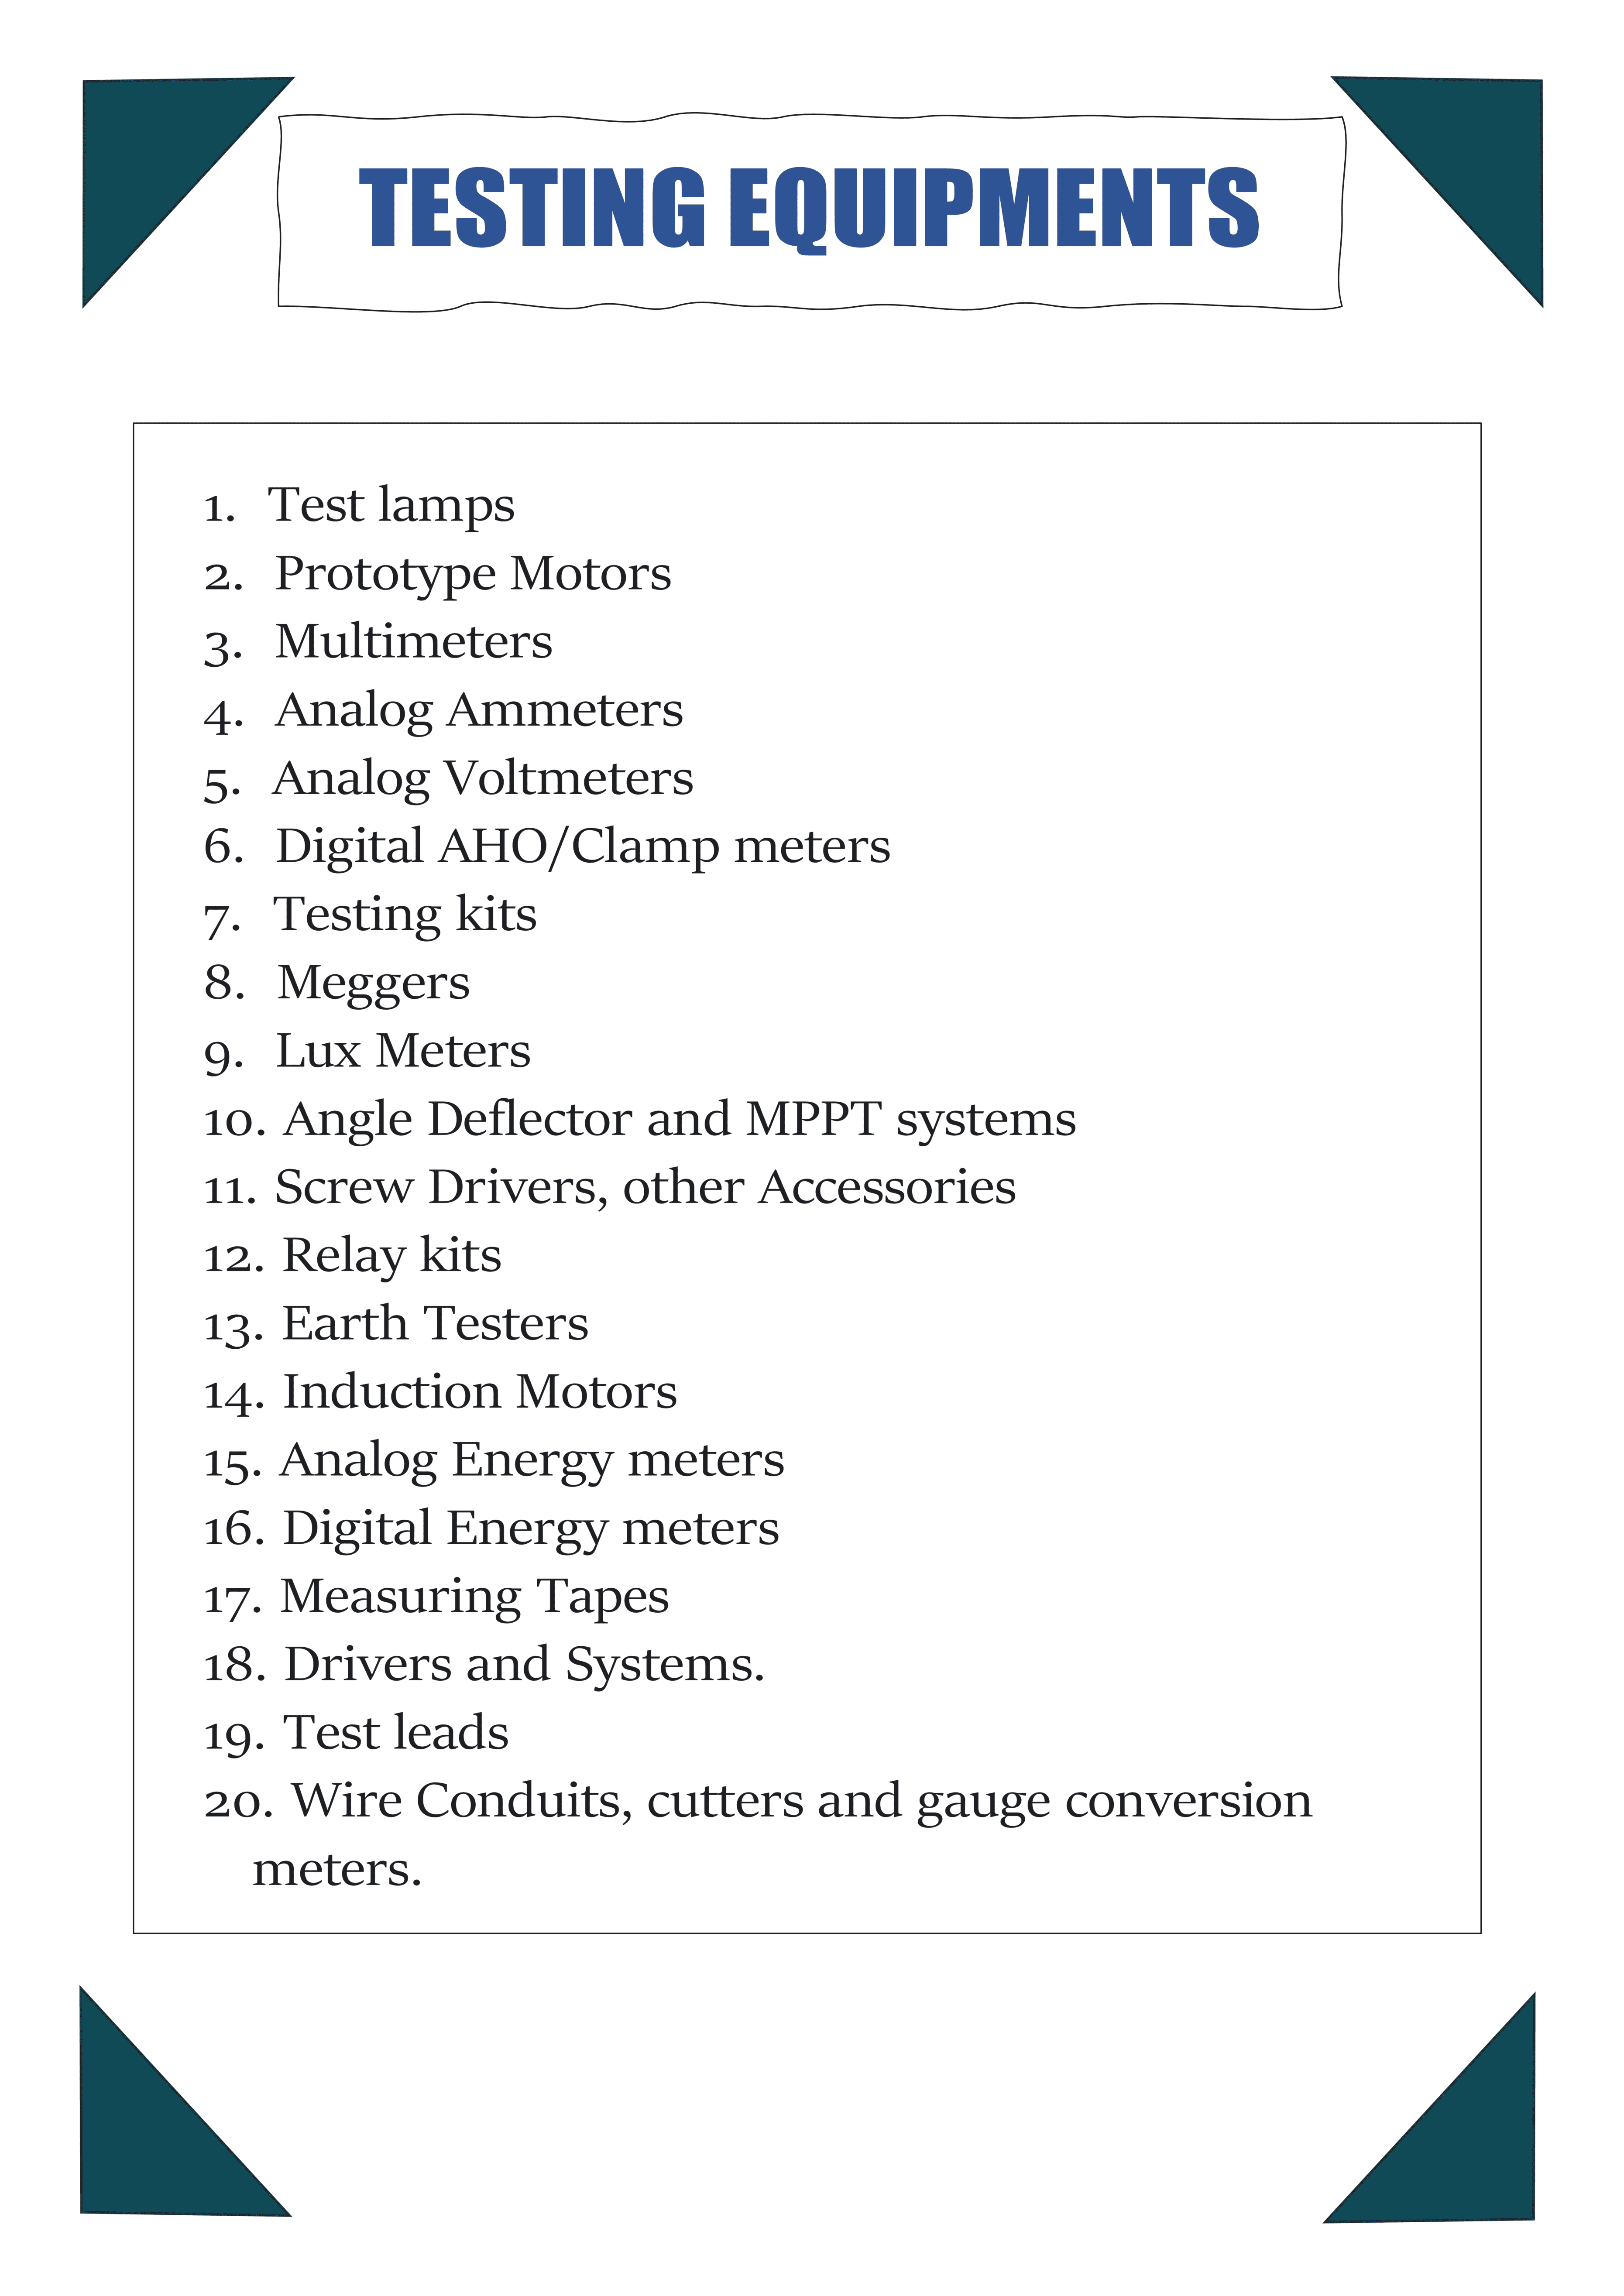 TESTING EQUIPMENTS
1. Test lamps
2. Prototype Motors
3. Multimeters
4. Analog Ammeters
5. Analog Voltmeters
6. Digital AHO/Clamp meters
7. Testing kits
8. Meggers
9. Lux Meters
10. Angle Deflector and MPPT systems
11. Screw Drivers, other Accessories
12. Relay kits
13. Earth Testers
14. Induction Motors
15. Analog Energy meters
16. Digital Energy meters
17. Measuring Tapes
18. Drivers and Systems.
19. Test leads
20. Wire Conduits, cutters and gauge conversion
meters.